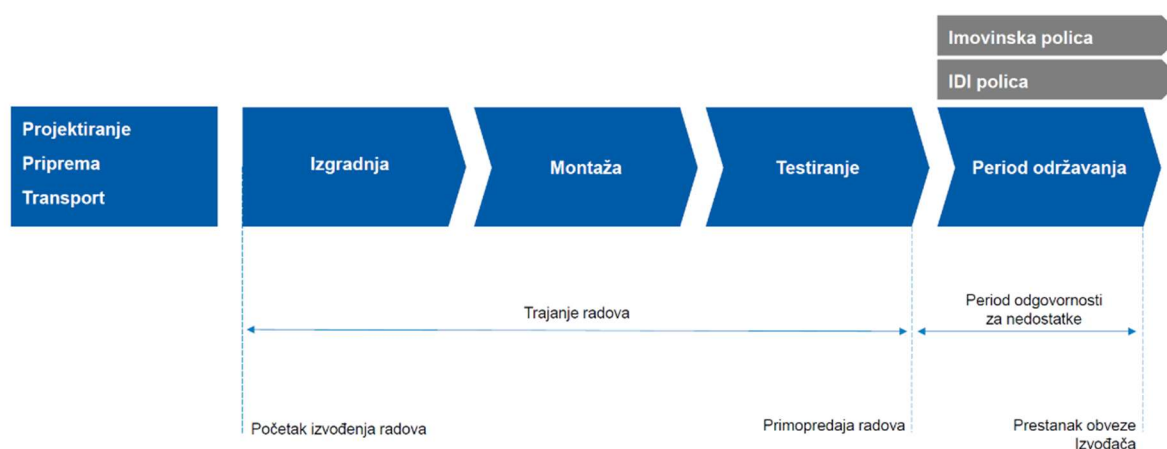 Imovinska polica
IDI polica
Projektiranje
Priprema
Transport
Izgradnja
Montaža
Testiranje
Period održavanja
Trajanje radova
Period odgovornosti
za nedostatke
Početak izvođenja radova
Primopredaja radova
Prestanak obveze
Izvođača